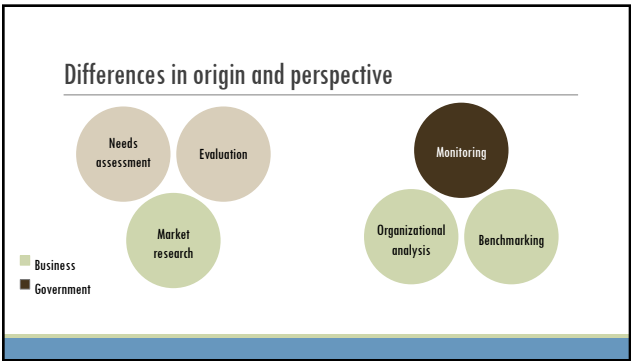 Differences in origin and perspective
Needs
assessment
Evaluation
Market
research
Monitoring
Organizational
analysis
Benchmarking
Business
Government